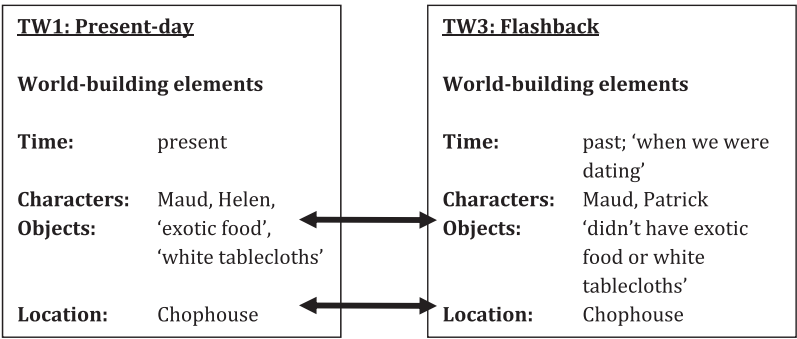 TW1: Present-day
World-building elements
Time: present
Characters: Maud, Helen,
Objects: ‘exotic food’,
‘white tablecloths’
Location: Chophouse
TW3: Flashback
World-building elements
Time: past; ‘when we were
dating’
Characters: Maud, Patrick
Objects: ‘didn’t have exotic
food or white
tablecloths’
Location: Chophouse